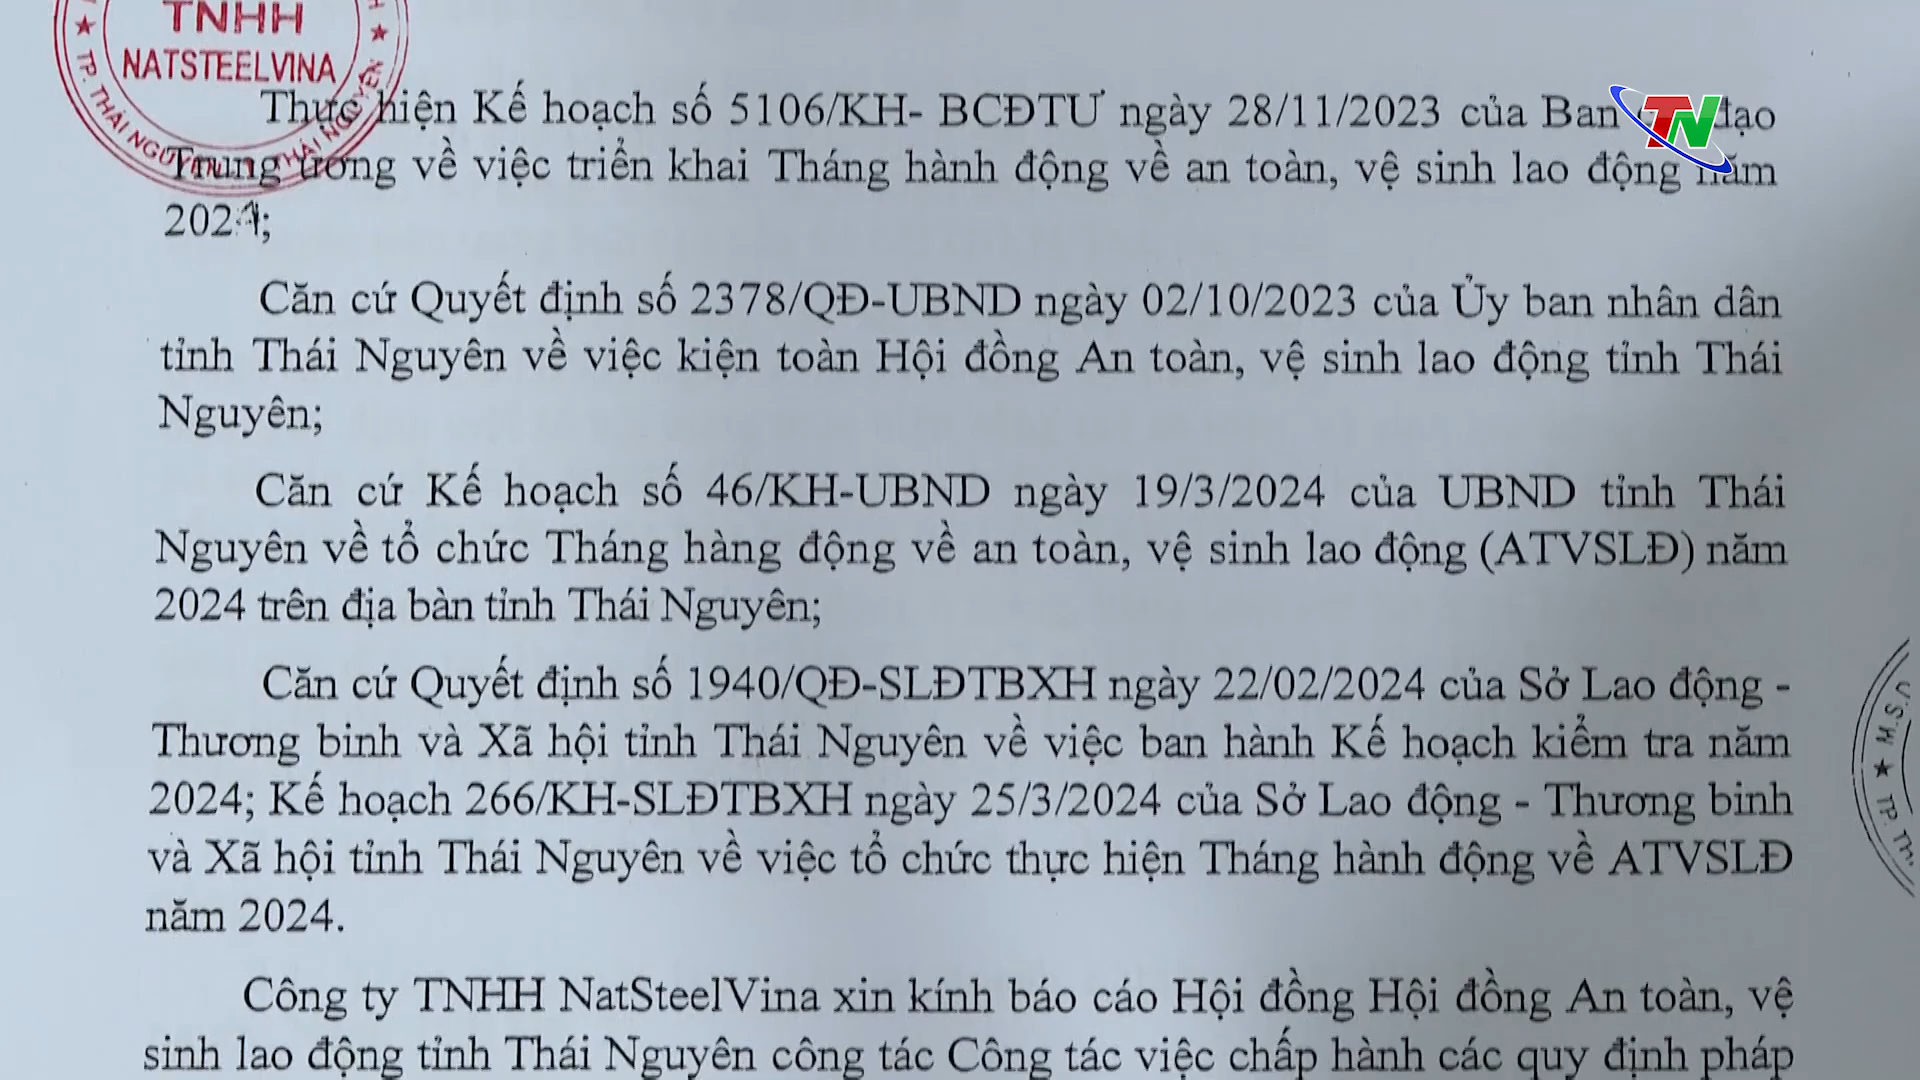 TNHH
NATSTEELVINA
TP. THÁI NGUYÊN THÁI NGUYÊN
TN
Thực hiện Kế hoạch số 5106/KH- BCĐTƯ ngày 28/11/2023 của Ban đạo
Trung ương về việc triển khai Tháng hành động về an toàn, vệ sinh lao động năm
2024;
Căn cứ Quyết định số 2378/QĐ-UBND ngày 02/10/2023 của Ủy ban nhân dân
tỉnh Thái Nguyên về việc kiện toàn Hội đồng An toàn, vệ sinh lao động tỉnh Thái
Nguyên;
Căn cứ Kế hoạch số 46/KH-UBND ngày 19/3/2024 của UBND tỉnh Thái
Nguyên về tổ chức Tháng hàng động về an toàn, vệ sinh lao động (ATVSLĐ) năm
2024 trên địa bàn tỉnh Thái Nguyên;
Căn cứ Quyết định số 1940/QĐ-SLĐTBXH ngày 22/02/2024 của Sở Lao động -
Thương binh và Xã hội tỉnh Thái Nguyên về việc ban hành Kế hoạch kiểm tra năm
2024; Kế hoạch 266/KH-SLĐTBXH ngày 25/3/2024 của Sở Lao động - Thương binh
và Xã hội tỉnh Thái Nguyên về việc tổ chức thực hiện Tháng hành động về ATVSLĐ
năm 2024.
M.S.
TP. TH
Công ty TNHH NatSteelVina xin kính báo cáo Hội đồng Hội đồng An toàn, vệ
sinh lao động tỉnh Thái Nguyên công tác Công tác việc chấp hành các quy định pháp